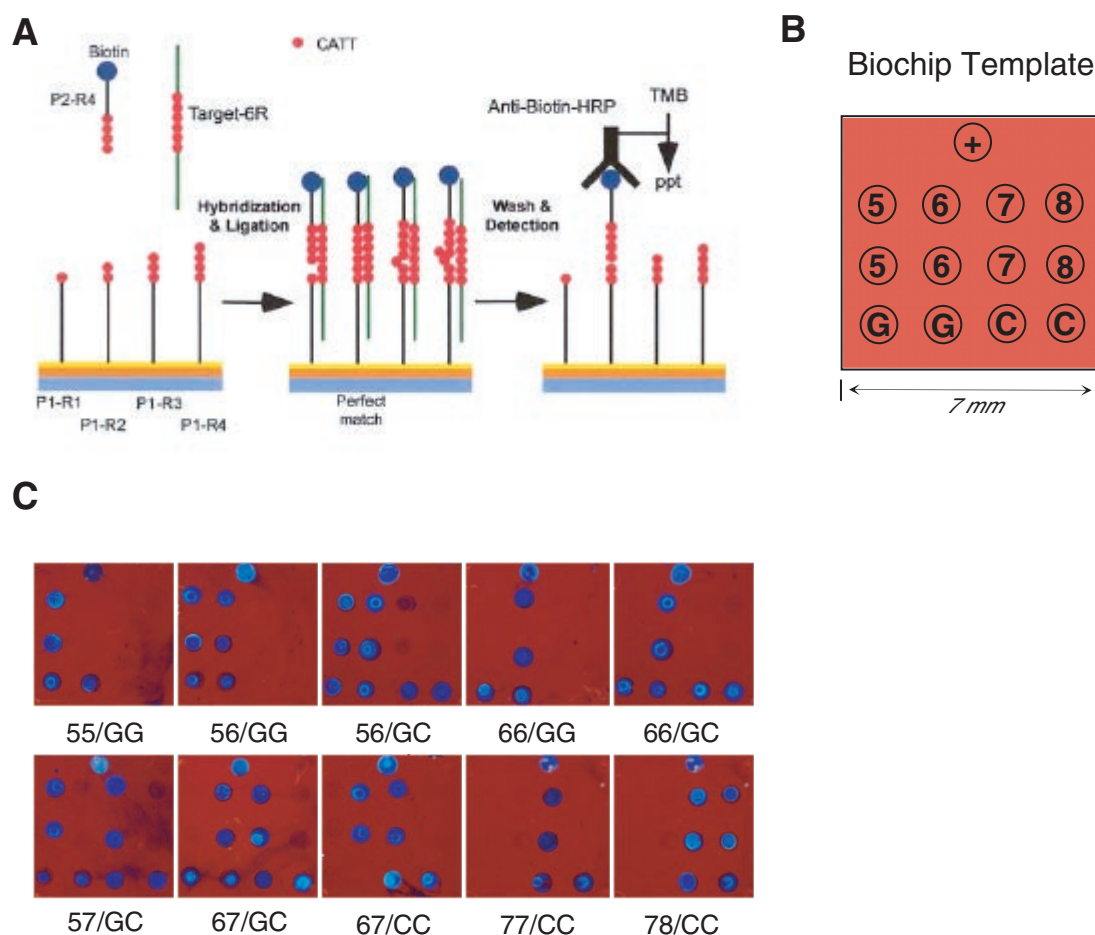 A
CATT
Biotin
P2-R4
Target-6R
Hybridization
& Ligation
Anti-Biotin-HRP
TMB
ppt
Wash &
Detection
P1-R1
P1-R2
P1-R3
P1-R4
Perfect
match
B
Biochip Template
+
5 6 7 8
5 6 7 8
G G C C
7 mm
C
55/GG 56/GG 56/GC 66/GG 66/GC
57/GC 67/GC 67/CC 77/CC 78/CC